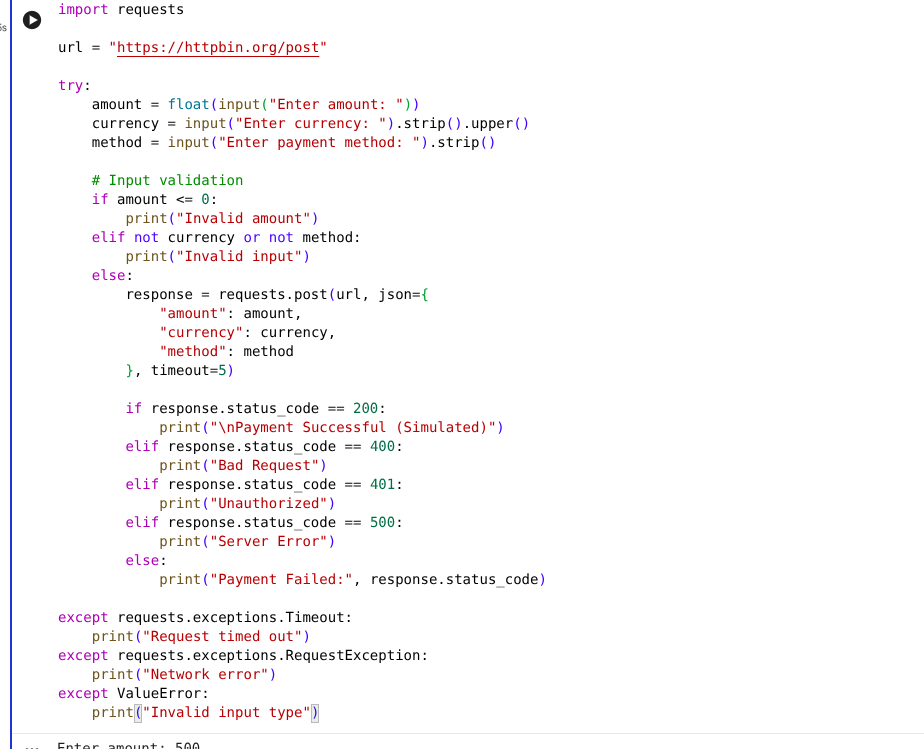 import requests
5s
url = "https://httpbin.org/post"
try:
    amount = float(input("Enter amount: "))
    currency = input("Enter currency: ").strip().upper()
    method = input("Enter payment method: ").strip()
    # Input validation
    if amount <= 0:
        print("Invalid amount")
    elif not currency or not method:
        print("Invalid input")
    else:
        response = requests.post(url, json={
            "amount": amount,
            "currency": currency,
            "method": method
        }, timeout=5)
        if response.status_code == 200:
            print("\nPayment Successful (Simulated)")
        elif response.status_code == 400:
            print("Bad Request")
        elif response.status_code == 401:
            print("Unauthorized")
        elif response.status_code == 500:
            print("Server Error")
        else:
            print("Payment Failed:", response.status_code)
except requests.exceptions.Timeout:
    print("Request timed out")
except requests.exceptions.RequestException:
    print("Network error")
except ValueError:
    print("Invalid input type")
Enter amount: 500